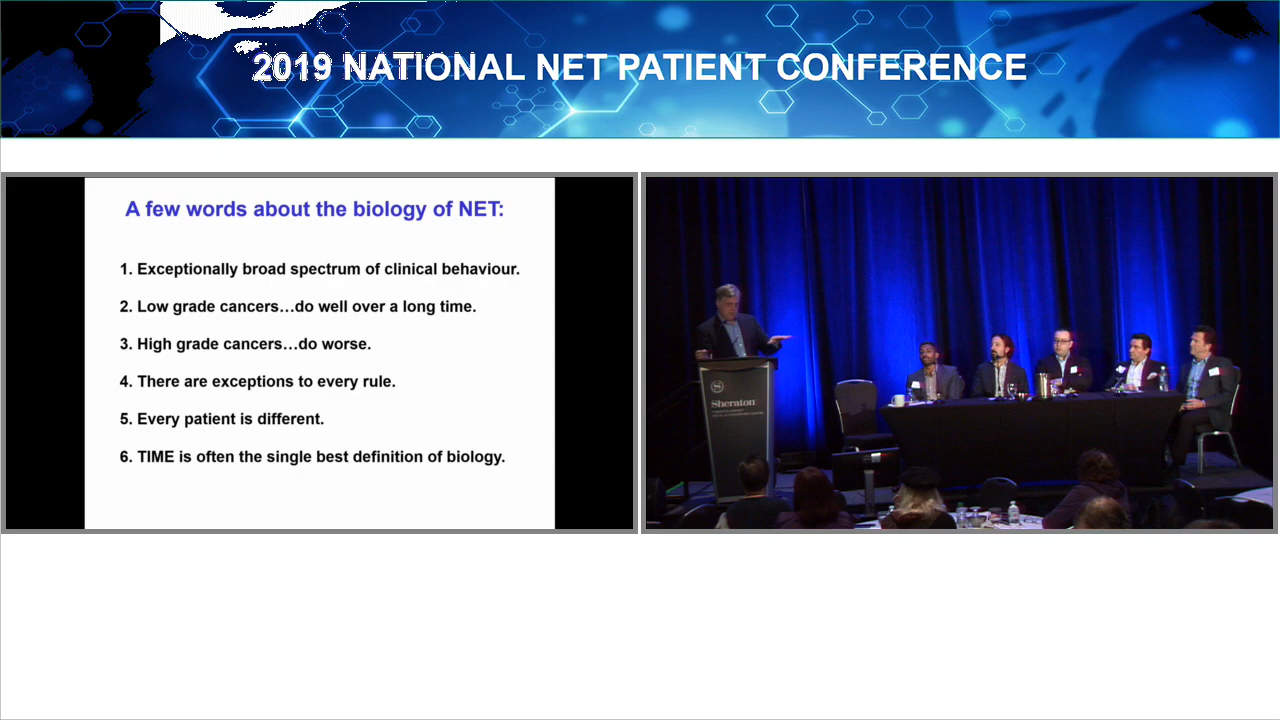 2019 NATIONAL NET PATIENT CONFERENCE
A few words about the biology of NET:
1. Exceptionally broad spectrum of clinical behaviour.
2. Low grade cancers…do well over a long time.
3. High grade cancers…do worse.
4. There are exceptions to every rule.
5. Every patient is different.
6. TIME is often the single best definition of biology.
Sheraton